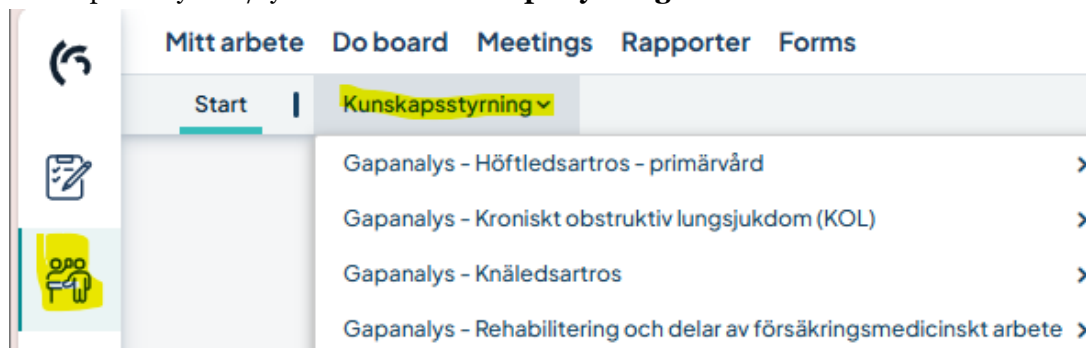 Mitt arbete Do board Meetings Rapporter Forms
Start Kunskapsstyrning
Gapanalys - Höftledsartros - primärvård
Gapanalys - Kroniskt obstruktiv lungsjukdom (KOL)
Gapanalys - Knäledsartros
Gapanalys - Rehabilitering och delar av försäkringsmedicinskt arbete